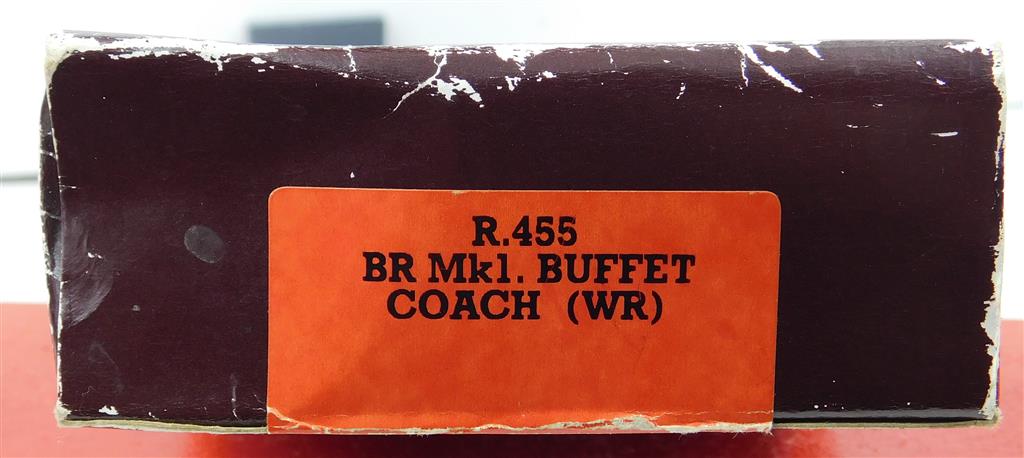 R.455
BR Mk1. BUFFET
COACH (WR)